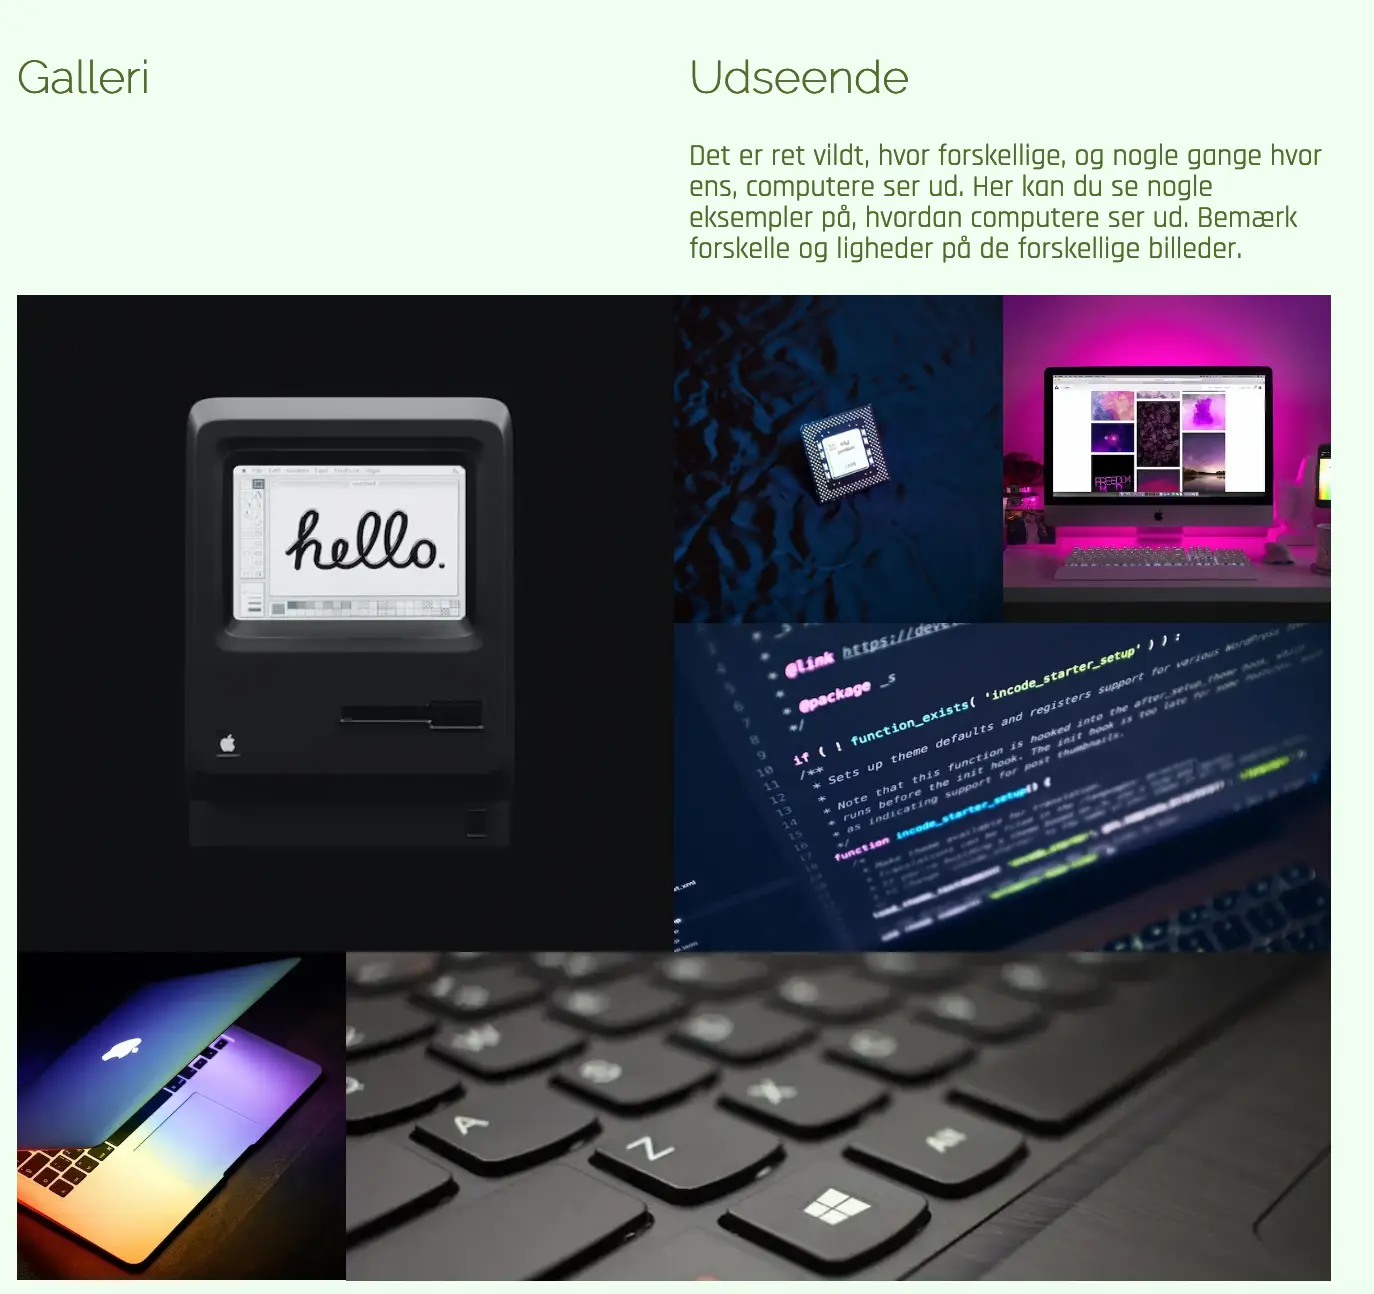 Galleri
Udseende
Det er ret vildt, hvor forskellige, og nogle gange hvor
ens, computere ser ud. Her kan du se nogle
eksempler på, hvordan computere ser ud. Bemærk
forskelle og ligheder på de forskellige billeder.
hello.
FREEDOM
* @link https://deve
* @package _s
*/
if ( ! function_exists( 'incode_starter_setup' ) ) :
/**
* Sets up theme defaults and registers support for various WordPress
*
* Note that this function is hooked into the after_setup_theme hook, which
* runs before the init hook. The init hook is too late for some features, such
* as indicating support for post thumbnails.
*/
function incode_starter_setup() {
A
Z
X
Alt